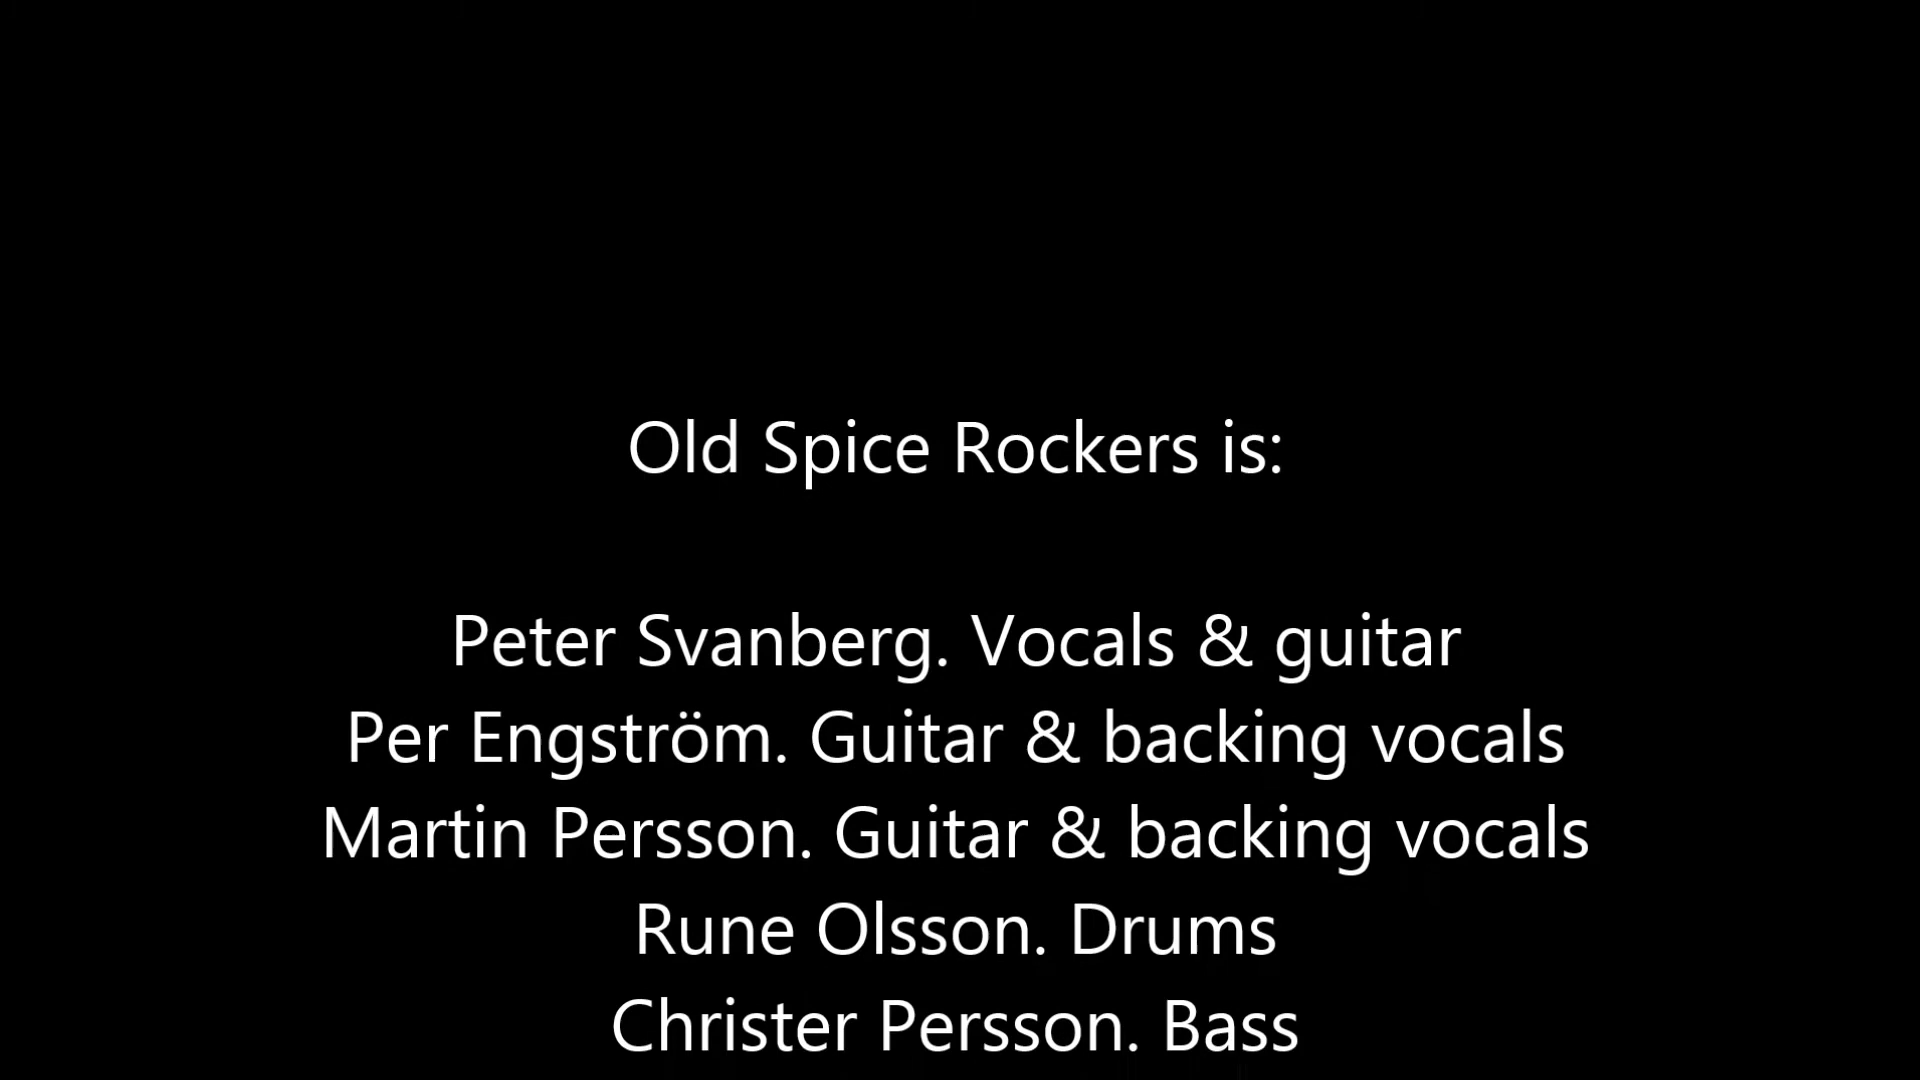 Old Spice Rockers is:
Peter Svanberg. Vocals & guitar
Per Engström. Guitar & backing vocals
Martin Persson. Guitar & backing vocals
Rune Olsson. Drums
Christer Persson. Bass